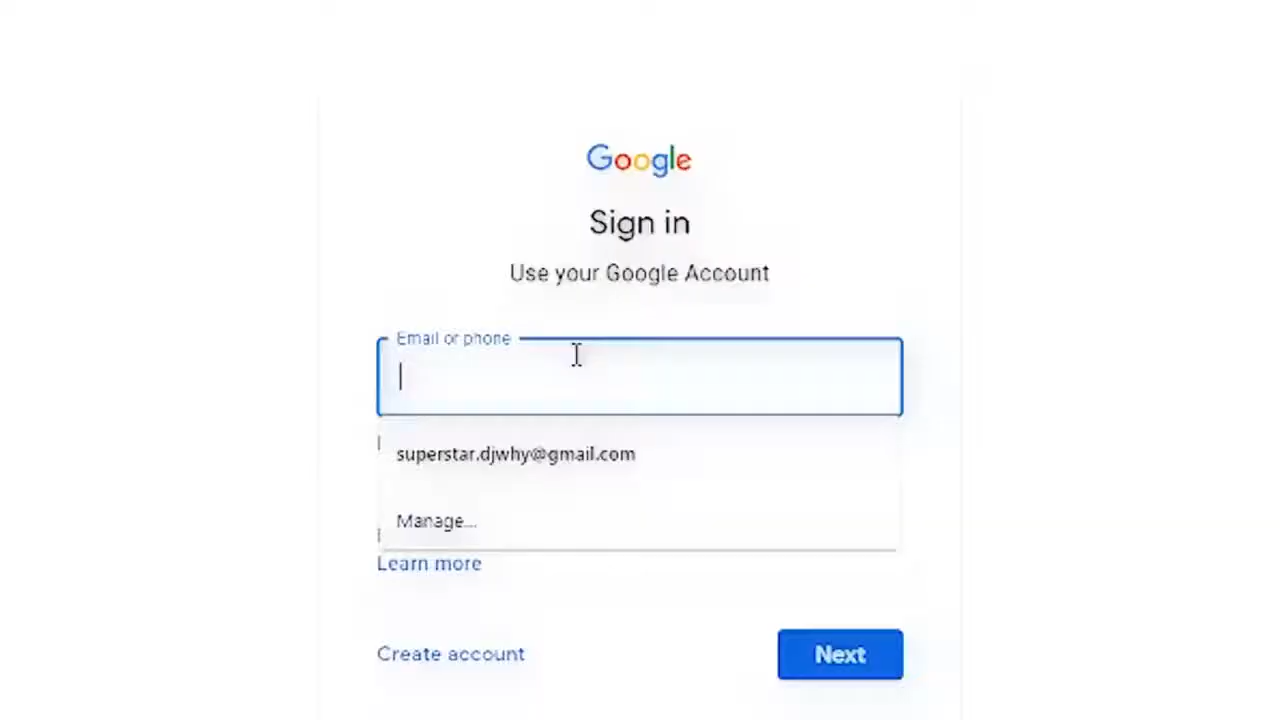 Google
Sign in
Use your Google Account
Email or phone
superstar.djwhy@gmail.com
Manage...
Learn more
Create account
Next